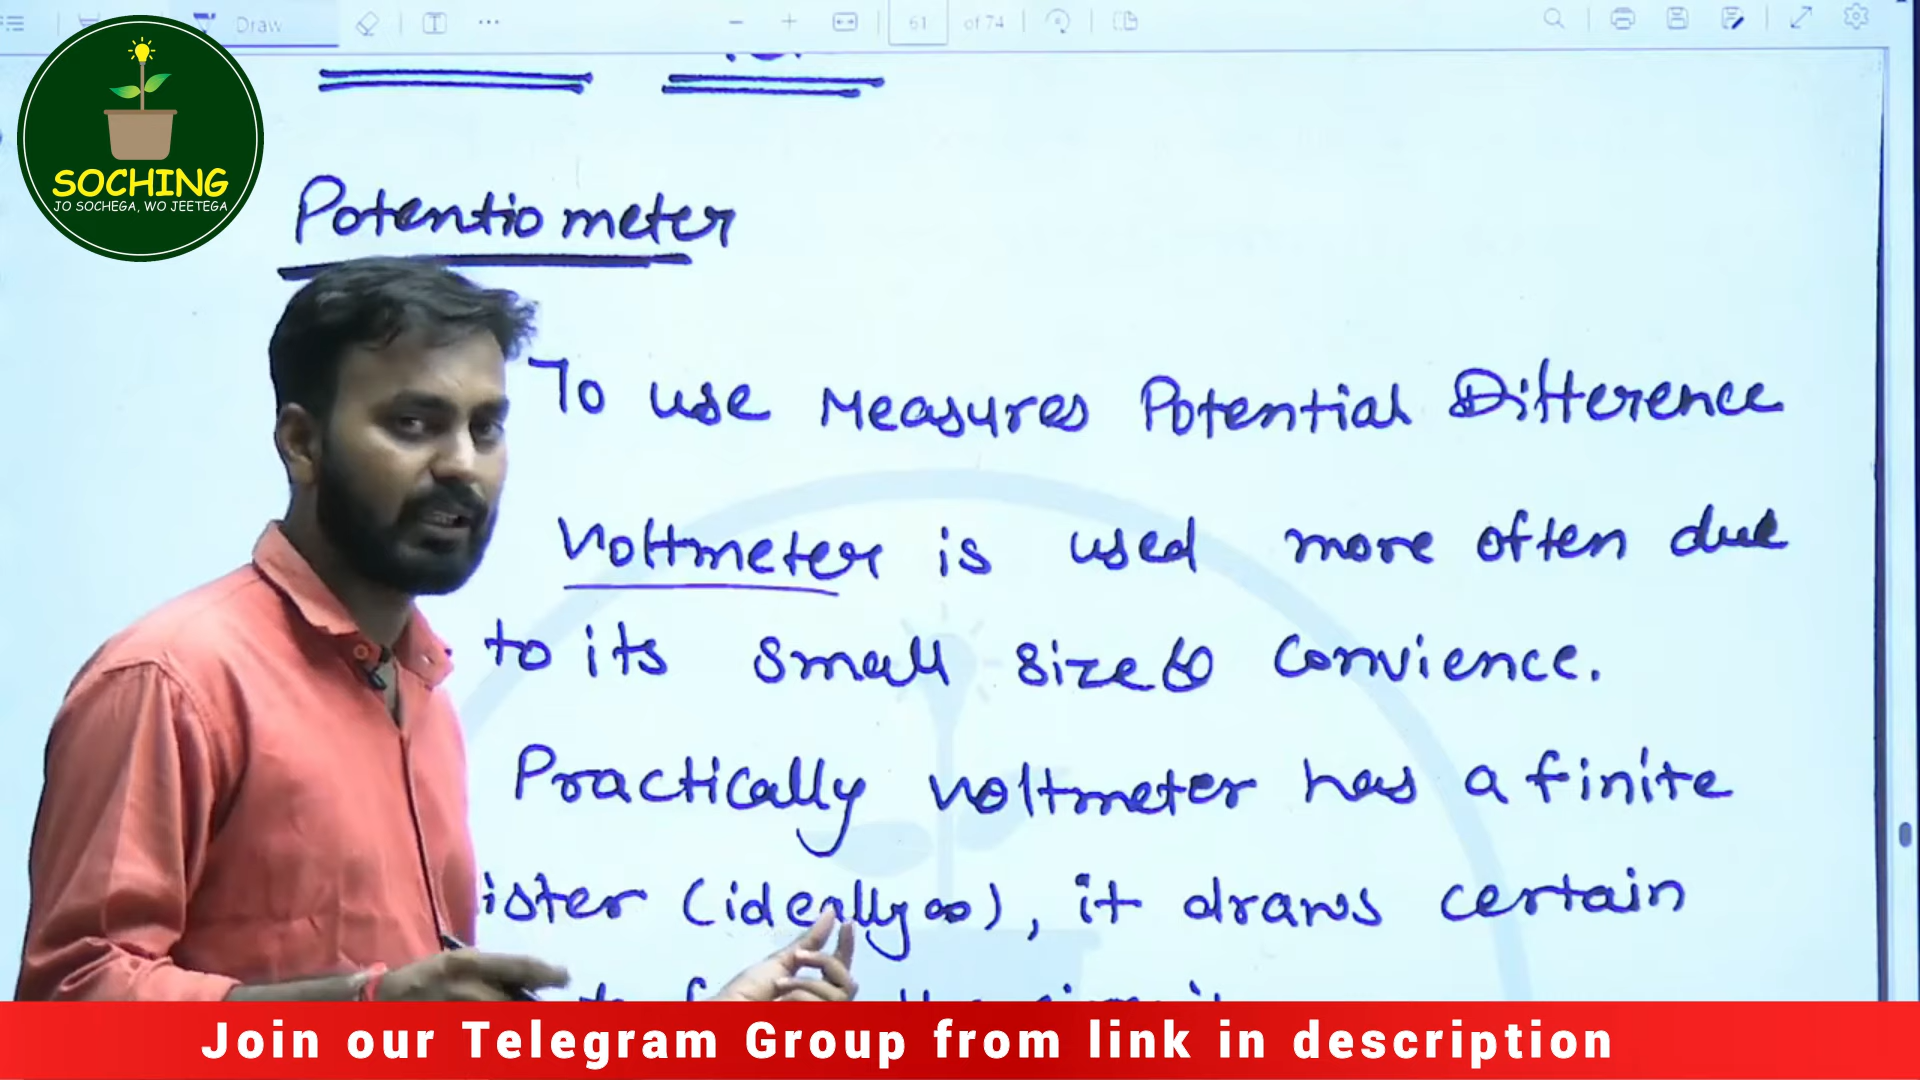 Draw
61 of 74
SOCHING
JO SOCHEGA, WO JEETEGA
Potentiometer
To use Measures Potential Difference
Voltmeter is used more often due
to its small size & convience.
Practically voltmeter has a finite
ister (ideally ∞), it draws certain
Join our Telegram Group from link in description